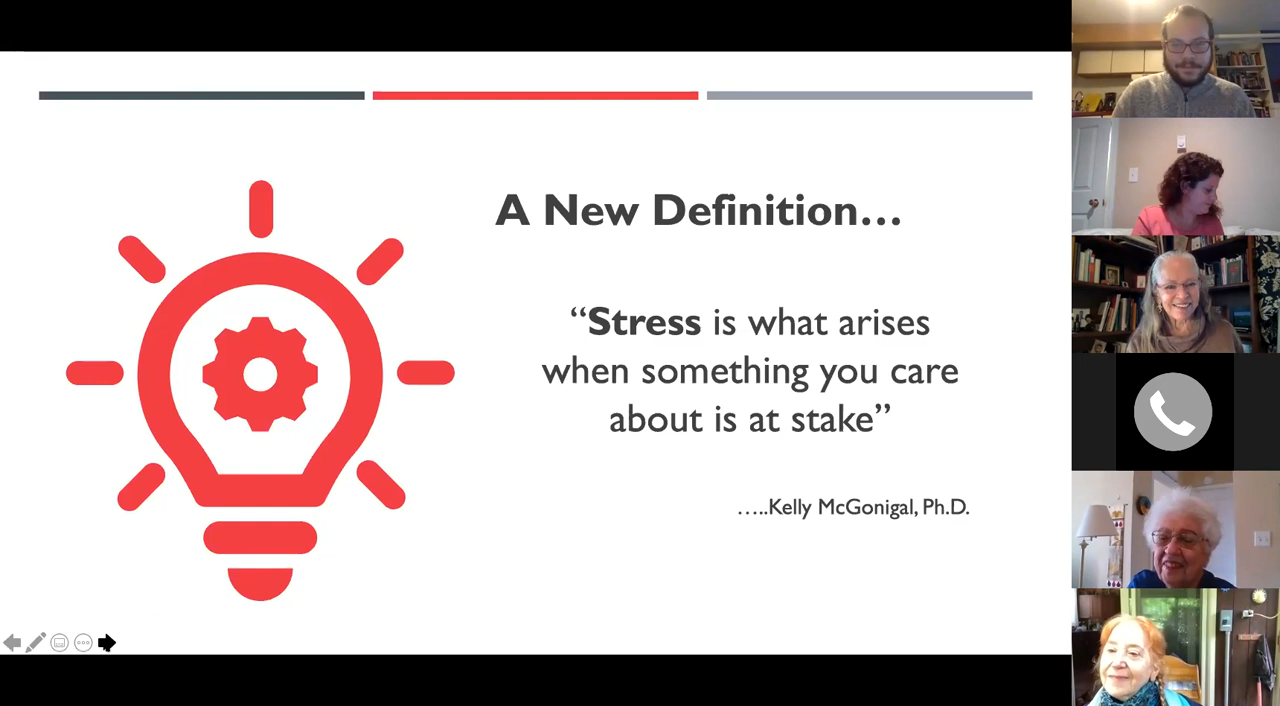 A New Definition…
“Stress is what arises
when something you care
about is at stake”
…..Kelly McGonigal, Ph.D.